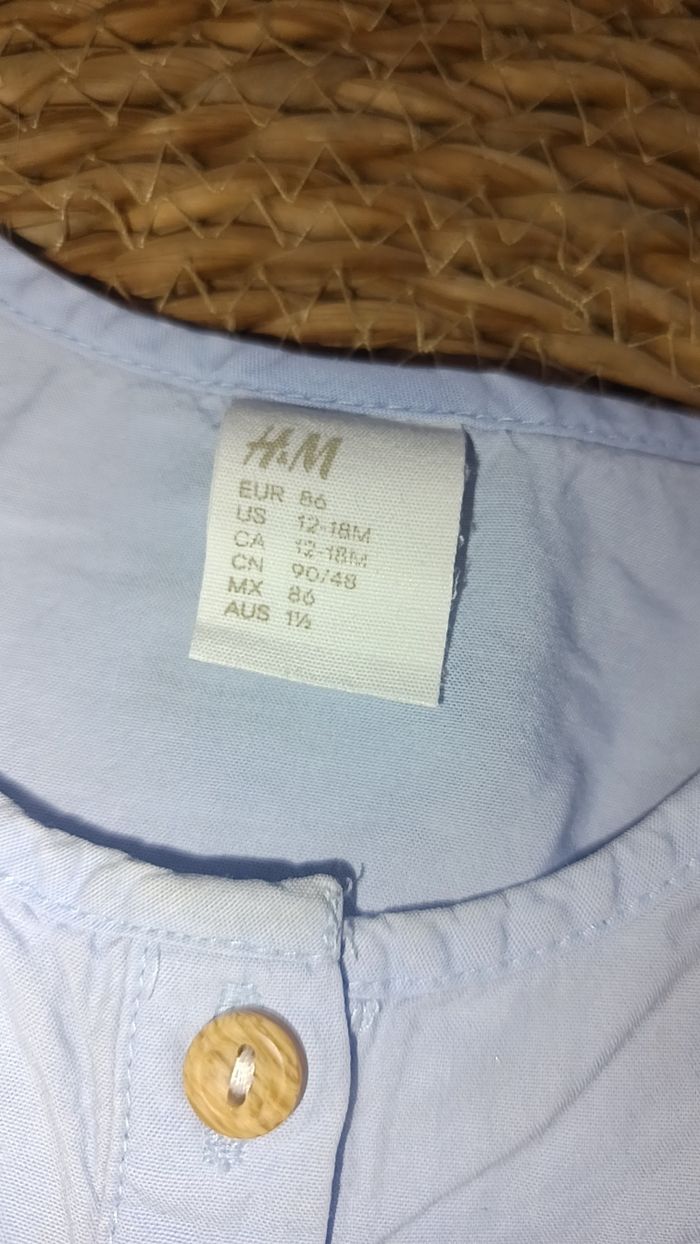 H&M
EUR 86
US 12-18M
CA 12-18M
CN 90/48
MX 86
AUS 1½